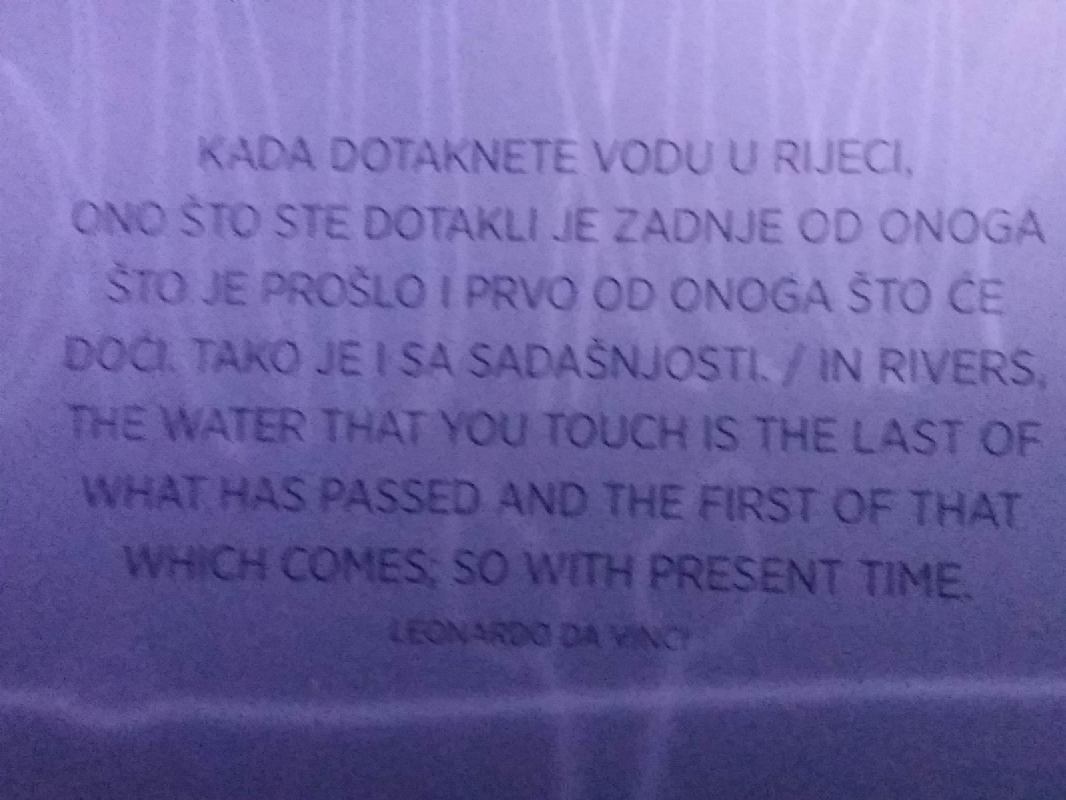 KADA DOTAKNETE VODU U RIJECI,
ONO ŠTO STE DOTAKLI JE ZADNJE OD ONOGA
ŠTO JE PROŠLO I PRVO OD ONOGA ŠTO ĆE
DOĆI. TAKO JE I SA SADAŠNJOSTI. / IN RIVERS,
THE WATER THAT YOU TOUCH IS THE LAST OF
WHAT HAS PASSED AND THE FIRST OF THAT
WHICH COMES; SO WITH PRESENT TIME.
LEONARDO DA VINCI